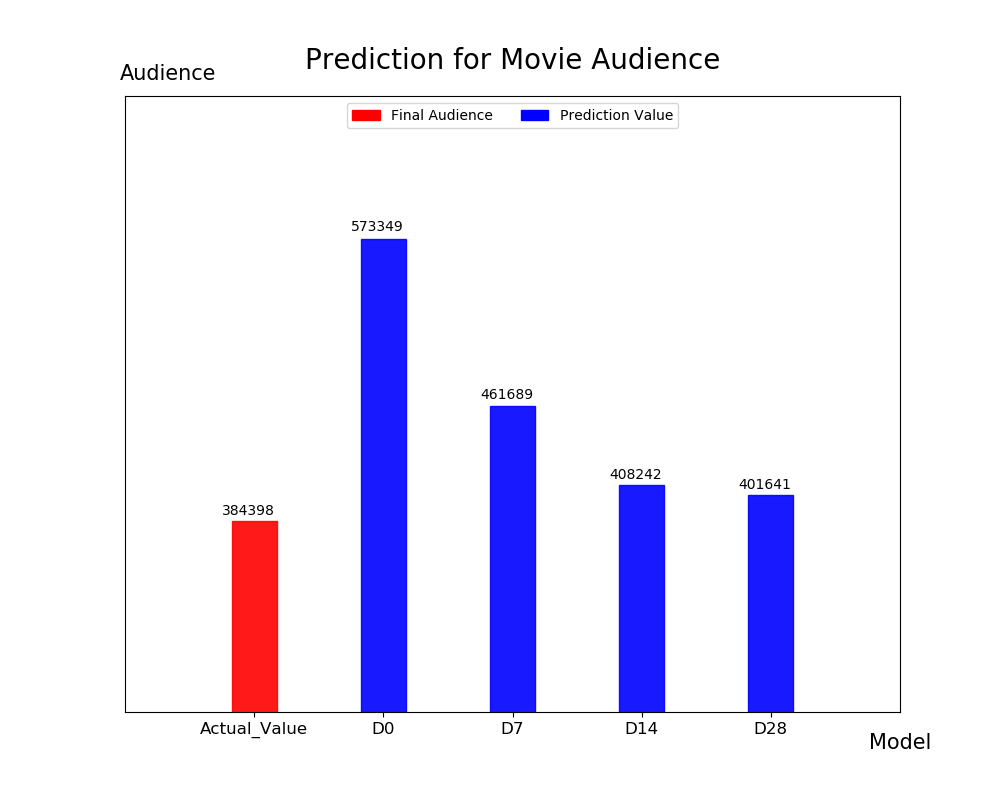 Prediction for Movie Audience
Audience
Final Audience Prediction Value
573349
461689
408242
401641
384398
Actual_Value D0 D7 D14 D28
Model